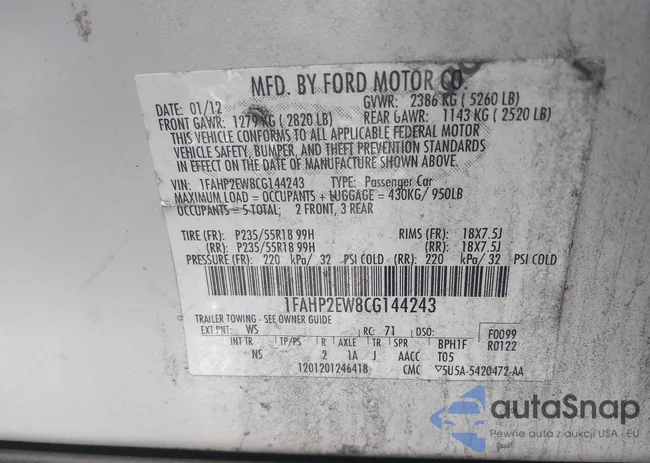 MFD. BY FORD MOTOR CO.
DATE: 01/12 GVWR: 2386 KG ( 5260 LB)
FRONT GAWR: 1279 KG ( 2820 LB) REAR GAWR: 1143 KG ( 2520 LB)
THIS VEHICLE CONFORMS TO ALL APPLICABLE FEDERAL MOTOR
VEHICLE SAFETY, BUMPER, AND THEFT PREVENTION STANDARDS
IN EFFECT ON THE DATE OF MANUFACTURE SHOWN ABOVE.
VIN: 1FAHP2EW8CG144243 TYPE: Passenger Car
MAXIMUM LOAD = OCCUPANTS + LUGGAGE = 430KG/ 950LB
OCCUPANTS = 5 TOTAL; 2 FRONT, 3 REAR
TIRE (FR): P235/55R18 99H RIMS (FR): 18X7.5J
(RR): P235/55R18 99H (RR): 18X7.5J
PRESSURE (FR): 220 kPa/ 32 PSI COLD (RR): 220 kPa/ 32 PSI COLD
1FAHP2EW8CG144243
TRAILER TOWING - SEE OWNER GUIDE
EXT PNT: WS RC: 71 DSO: F0099
INT TR TP/PS R AXLE TR SPR BPH1F R0122
NS 2 1A J AACC T05
1201201246418 CMC ▽5U5A-5420472-AA
autoSnap
Pewne auta z aukcji USA i EU